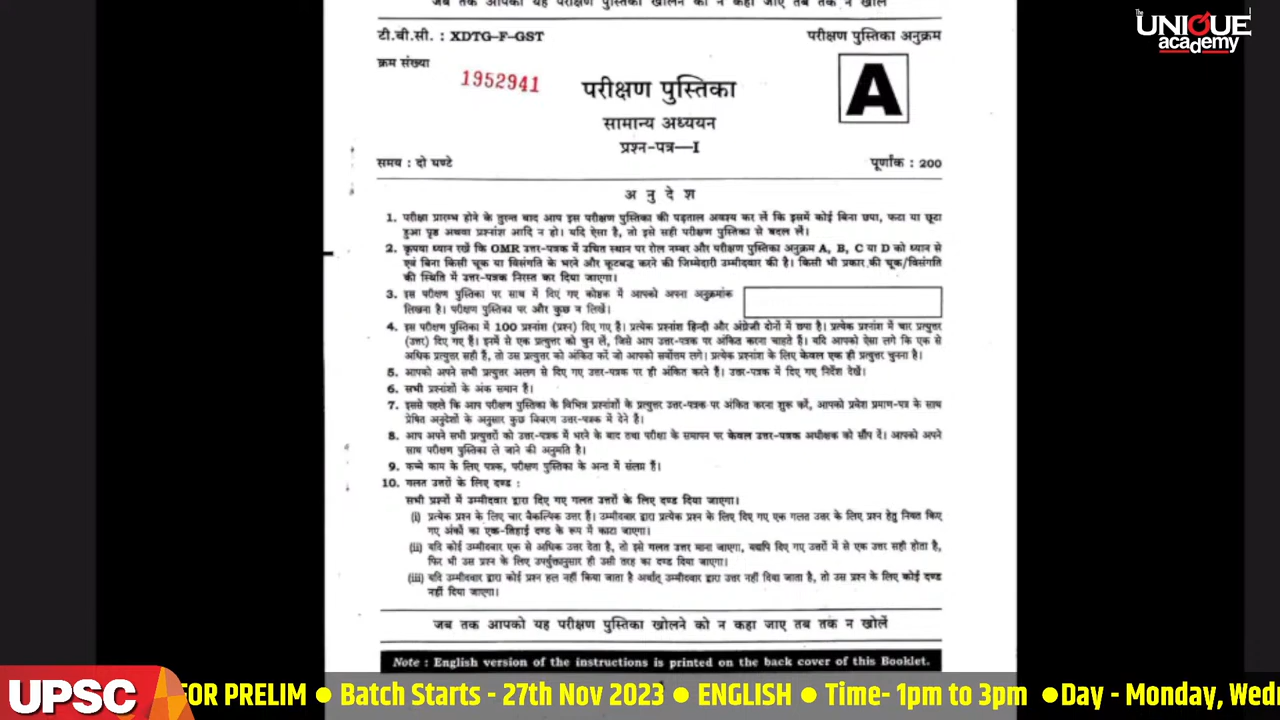 जब तक आपको यह परीक्षण पुस्तिका खोलने को न कहा जाए तब तक न खोलें
टी.बी.सी. : XDTG-F-GST
परीक्षण पुस्तिका अनुक्रम
The
UNIQUE
academy
क्रम संख्या
1952941
परीक्षण पुस्तिका
A
सामान्य अध्ययन
प्रश्न-पत्र—I
समय : दो घण्टे
पूर्णांक : 200
अ नु दे श
1. परीक्षा प्रारम्भ होने के तुरन्त बाद आप इस परीक्षण पुस्तिका की पड़ताल अवश्य कर लें कि इसमें कोई बिना छपा, फटा या छूटा
हुआ पृष्ठ अथवा प्रश्नांश आदि न हो। यदि ऐसा है, तो इसे सही परीक्षण पुस्तिका से बदल लें।
2. कृपया ध्यान रखें कि OMR उत्तर-पत्रक में उचित स्थान पर रोल नम्बर और परीक्षण पुस्तिका अनुक्रम A, B, C या D को ध्यान से
एवं बिना किसी चूक या विसंगति के भरने और कूटबद्ध करने की जिम्मेदारी उम्मीदवार की है। किसी भी प्रकार की चूक/विसंगति
की स्थिति में उत्तर-पत्रक निरस्त कर दिया जाएगा।
3. इस परीक्षण पुस्तिका पर साथ में दिए गए कोष्ठक में आपको अपना अनुक्रमांक
लिखना है। परीक्षण पुस्तिका पर और कुछ न लिखें।
4. इस परीक्षण पुस्तिका में 100 प्रश्नांश (प्रश्न) दिए गए हैं। प्रत्येक प्रश्नांश हिन्दी और अंग्रेजी दोनों में छपा है। प्रत्येक प्रश्नांश में चार प्रत्युत्तर
(उत्तर) दिए गए हैं। इनमें से एक प्रत्युत्तर को चुन लें, जिसे आप उत्तर-पत्रक पर अंकित करना चाहते हैं। यदि आपको ऐसा लगे कि एक से
अधिक प्रत्युत्तर सही हैं, तो उस प्रत्युत्तर को अंकित करें जो आपको सर्वोत्तम लगे। प्रत्येक प्रश्नांश के लिए केवल एक ही प्रत्युत्तर चुनना है।
5. आपको अपने सभी प्रत्युत्तर अलग से दिए गए उत्तर-पत्रक पर ही अंकित करने हैं। उत्तर-पत्रक में दिए गए निर्देश देखें।
6. सभी प्रश्नांशों के अंक समान हैं।
7. इससे पहले कि आप परीक्षण पुस्तिका के विभिन्न प्रश्नांशों के प्रत्युत्तर उत्तर-पत्रक पर अंकित करना शुरू करें, आपको प्रवेश प्रमाण-पत्र के साथ
प्रेषित अनुदेशों के अनुसार कुछ विवरण उत्तर-पत्रक में देने हैं।
8. आप अपने सभी प्रत्युत्तरों को उत्तर-पत्रक में भरने के बाद तथा परीक्षा के समापन पर केवल उत्तर-पत्रक अधीक्षक को सौंप दें। आपको अपने
साथ परीक्षण पुस्तिका ले जाने की अनुमति है।
9. कच्चे काम के लिए पत्रक, परीक्षण पुस्तिका के अन्त में संलग्न हैं।
10. गलत उत्तरों के लिए दण्ड :
सभी प्रश्नों में उम्मीदवार द्वारा दिए गए गलत उत्तरों के लिए दण्ड दिया जाएगा।
(i) प्रत्येक प्रश्न के लिए चार वैकल्पिक उत्तर हैं। उम्मीदवार द्वारा प्रत्येक प्रश्न के लिए दिए गए एक गलत उत्तर के लिए प्रश्न हेतु नियत किए
गए अंकों का एक-तिहाई दण्ड के रूप में काटा जाएगा।
(ii) यदि कोई उम्मीदवार एक से अधिक उत्तर देता है, तो इसे गलत उत्तर माना जाएगा, यद्यपि दिए गए उत्तरों में से एक उत्तर सही होता है,
फिर भी उस प्रश्न के लिए उपर्युक्तानुसार ही उसी तरह का दण्ड दिया जाएगा।
(iii) यदि उम्मीदवार द्वारा कोई प्रश्न हल नहीं किया जाता है अर्थात् उम्मीदवार द्वारा उत्तर नहीं दिया जाता है, तो उस प्रश्न के लिए कोई दण्ड
नहीं दिया जाएगा।
जब तक आपको यह परीक्षण पुस्तिका खोलने को न कहा जाए तब तक न खोलें
Note : English version of the instructions is printed on the back cover of this Booklet.
UPSC
FOR PRELIM ● Batch Starts - 27th Nov 2023 ● ENGLISH ● Time- 1pm to 3pm ●Day - Monday, Wed